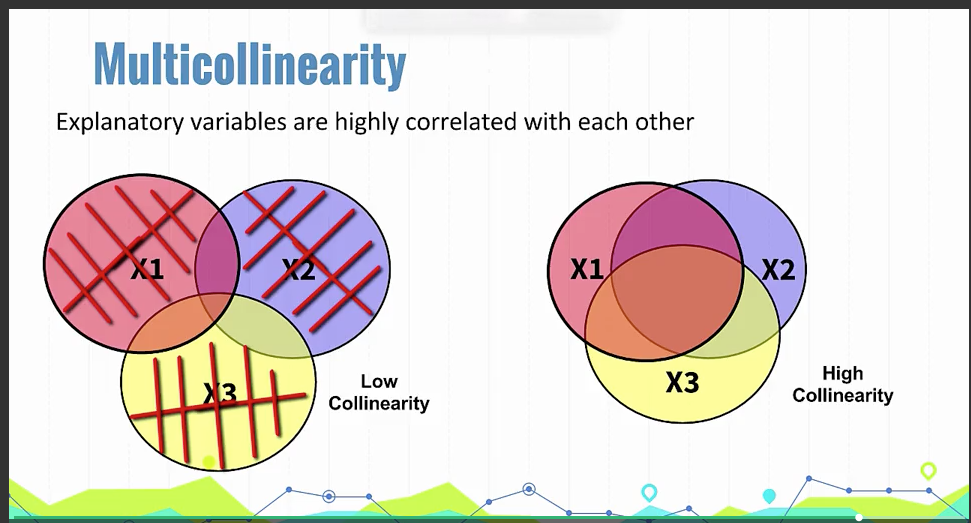 Multicollinearity
Explanatory variables are highly correlated with each other
X1
X2
X3
Low
Collinearity
X1
X2
X3
High
Collinearity